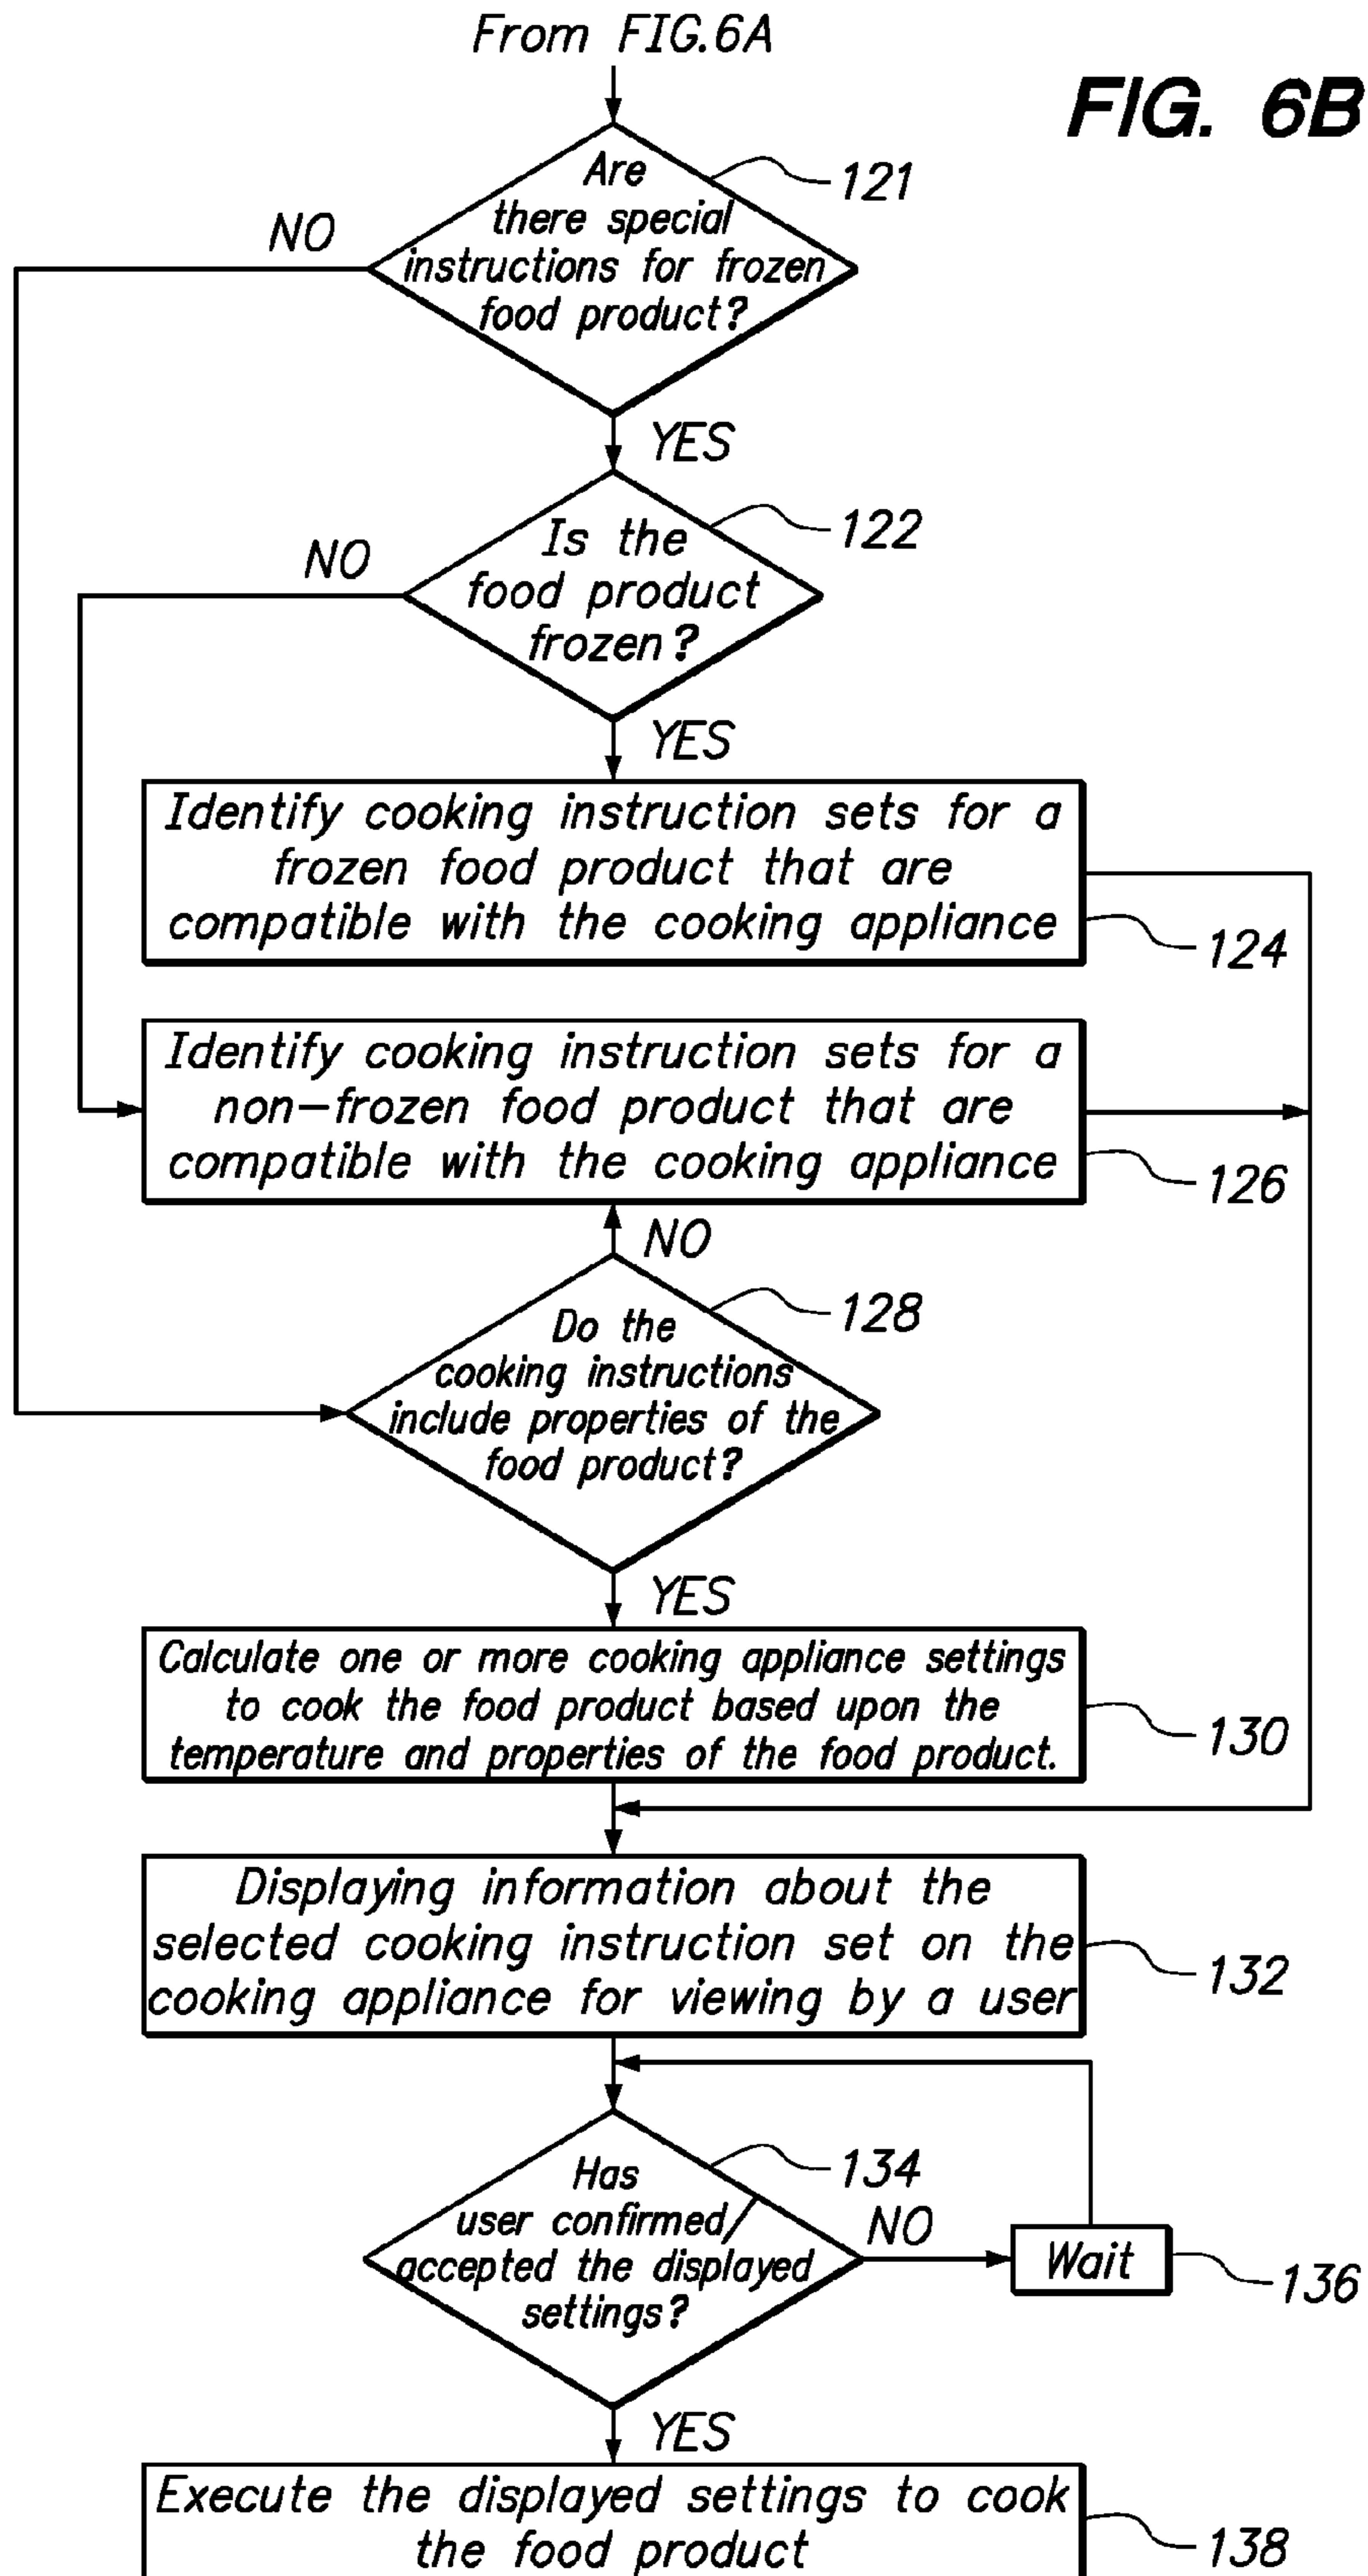 From FIG.6A
FIG. 6B
Are
there special
instructions for frozen
food product?
121
NO
YES
Is the
food product
frozen?
122
NO
YES
Identify cooking instruction sets for a
frozen food product that are
compatible with the cooking appliance
124
Identify cooking instruction sets for a
non-frozen food product that are
compatible with the cooking appliance
126
NO
Do the
cooking instructions
include properties of the
food product?
128
YES
Calculate one or more cooking appliance settings
to cook the food product based upon the
temperature and properties of the food product.
130
Displaying information about the
selected cooking instruction set on the
cooking appliance for viewing by a user
132
Has
user confirmed/
accepted the displayed
settings?
134
NO
Wait
136
YES
Execute the displayed settings to cook
the food product
138